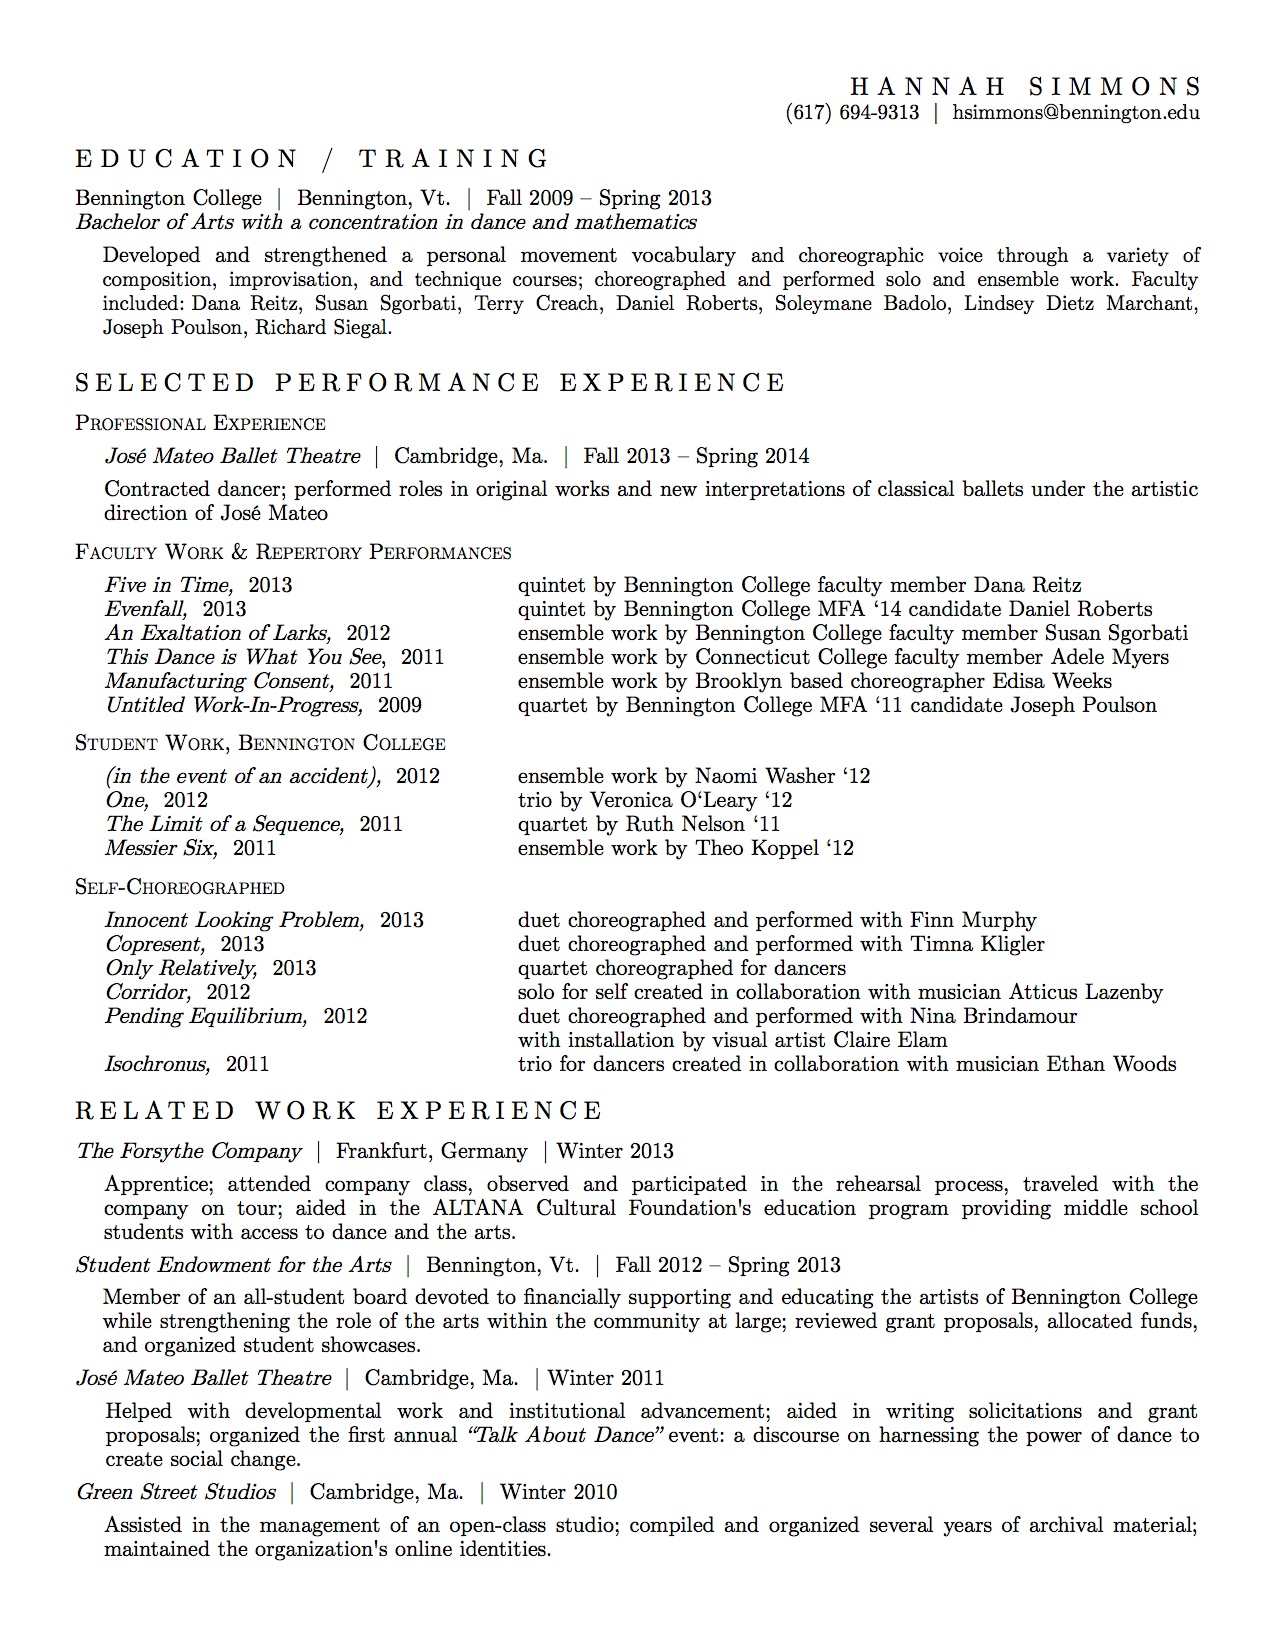 HANNAH SIMMONS
(617) 694-9313 | hsimmons@bennington.edu
EDUCATION / TRAINING
Bennington College | Bennington, Vt. | Fall 2009 – Spring 2013
Bachelor of Arts with a concentration in dance and mathematics
Developed and strengthened a personal movement vocabulary and choreographic voice through a variety of
composition, improvisation, and technique courses; choreographed and performed solo and ensemble work. Faculty
included: Dana Reitz, Susan Sgorbati, Terry Creach, Daniel Roberts, Soleymane Badolo, Lindsey Dietz Marchant,
Joseph Poulson, Richard Siegal.
SELECTED PERFORMANCE EXPERIENCE
PROFESSIONAL EXPERIENCE
José Mateo Ballet Theatre | Cambridge, Ma. | Fall 2013 – Spring 2014
Contracted dancer; performed roles in original works and new interpretations of classical ballets under the artistic
direction of José Mateo
FACULTY WORK & REPERTORY PERFORMANCES
Five in Time, 2013 quintet by Bennington College faculty member Dana Reitz
Evenfall, 2013 quintet by Bennington College MFA ‘14 candidate Daniel Roberts
An Exaltation of Larks, 2012 ensemble work by Bennington College faculty member Susan Sgorbati
This Dance is What You See, 2011 ensemble work by Connecticut College faculty member Adele Myers
Manufacturing Consent, 2011 ensemble work by Brooklyn based choreographer Edisa Weeks
Untitled Work-In-Progress, 2009 quartet by Bennington College MFA ‘11 candidate Joseph Poulson
STUDENT WORK, BENNINGTON COLLEGE
(in the event of an accident), 2012 ensemble work by Naomi Washer ‘12
One, 2012 trio by Veronica O‘Leary ‘12
The Limit of a Sequence, 2011 quartet by Ruth Nelson ‘11
Messier Six, 2011 ensemble work by Theo Koppel ‘12
SELF-CHOREOGRAPHED
Innocent Looking Problem, 2013 duet choreographed and performed with Finn Murphy
Copresent, 2013 duet choreographed and performed with Timna Kligler
Only Relatively, 2013 quartet choreographed for dancers
Corridor, 2012 solo for self created in collaboration with musician Atticus Lazenby
Pending Equilibrium, 2012 duet choreographed and performed with Nina Brindamour
with installation by visual artist Claire Elam
Isochronus, 2011 trio for dancers created in collaboration with musician Ethan Woods
RELATED WORK EXPERIENCE
The Forsythe Company | Frankfurt, Germany | Winter 2013
Apprentice; attended company class, observed and participated in the rehearsal process, traveled with the
company on tour; aided in the ALTANA Cultural Foundation's education program providing middle school
students with access to dance and the arts.
Student Endowment for the Arts | Bennington, Vt. | Fall 2012 – Spring 2013
Member of an all-student board devoted to financially supporting and educating the artists of Bennington College
while strengthening the role of the arts within the community at large; reviewed grant proposals, allocated funds,
and organized student showcases.
José Mateo Ballet Theatre | Cambridge, Ma. | Winter 2011
Helped with developmental work and institutional advancement; aided in writing solicitations and grant
proposals; organized the first annual “Talk About Dance” event: a discourse on harnessing the power of dance to
create social change.
Green Street Studios | Cambridge, Ma. | Winter 2010
Assisted in the management of an open-class studio; compiled and organized several years of archival material;
maintained the organization's online identities.